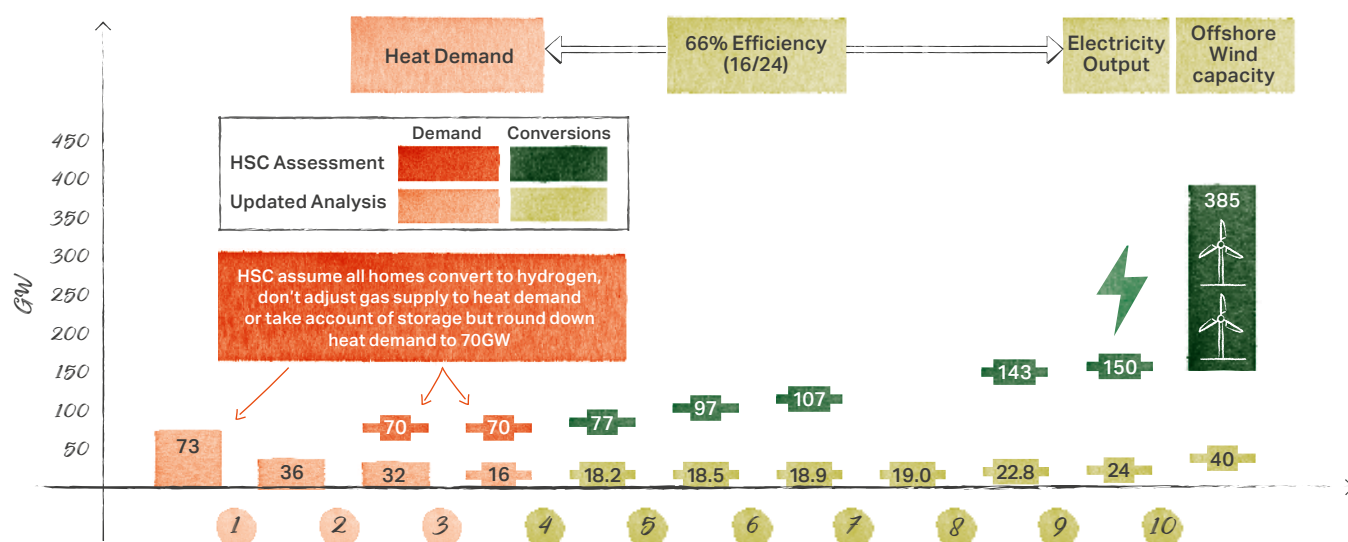 Heat Demand
66% Efficiency
(16/24)
Electricity
Output
Offshore
Wind
capacity
Demand
Conversions
HSC Assessment
Updated Analysis
HSC assume all homes convert to hydrogen,
don't adjust gas supply to heat demand
or take account of storage but round down
heat demand to 70GW
GW
450
400
350
300
250
200
150
100
50
385
143
150
107
97
77
70
70
73
36
32
16
18.2
18.5
18.9
19.0
22.8
24
40
1
2
3
4
5
6
7
8
9
10